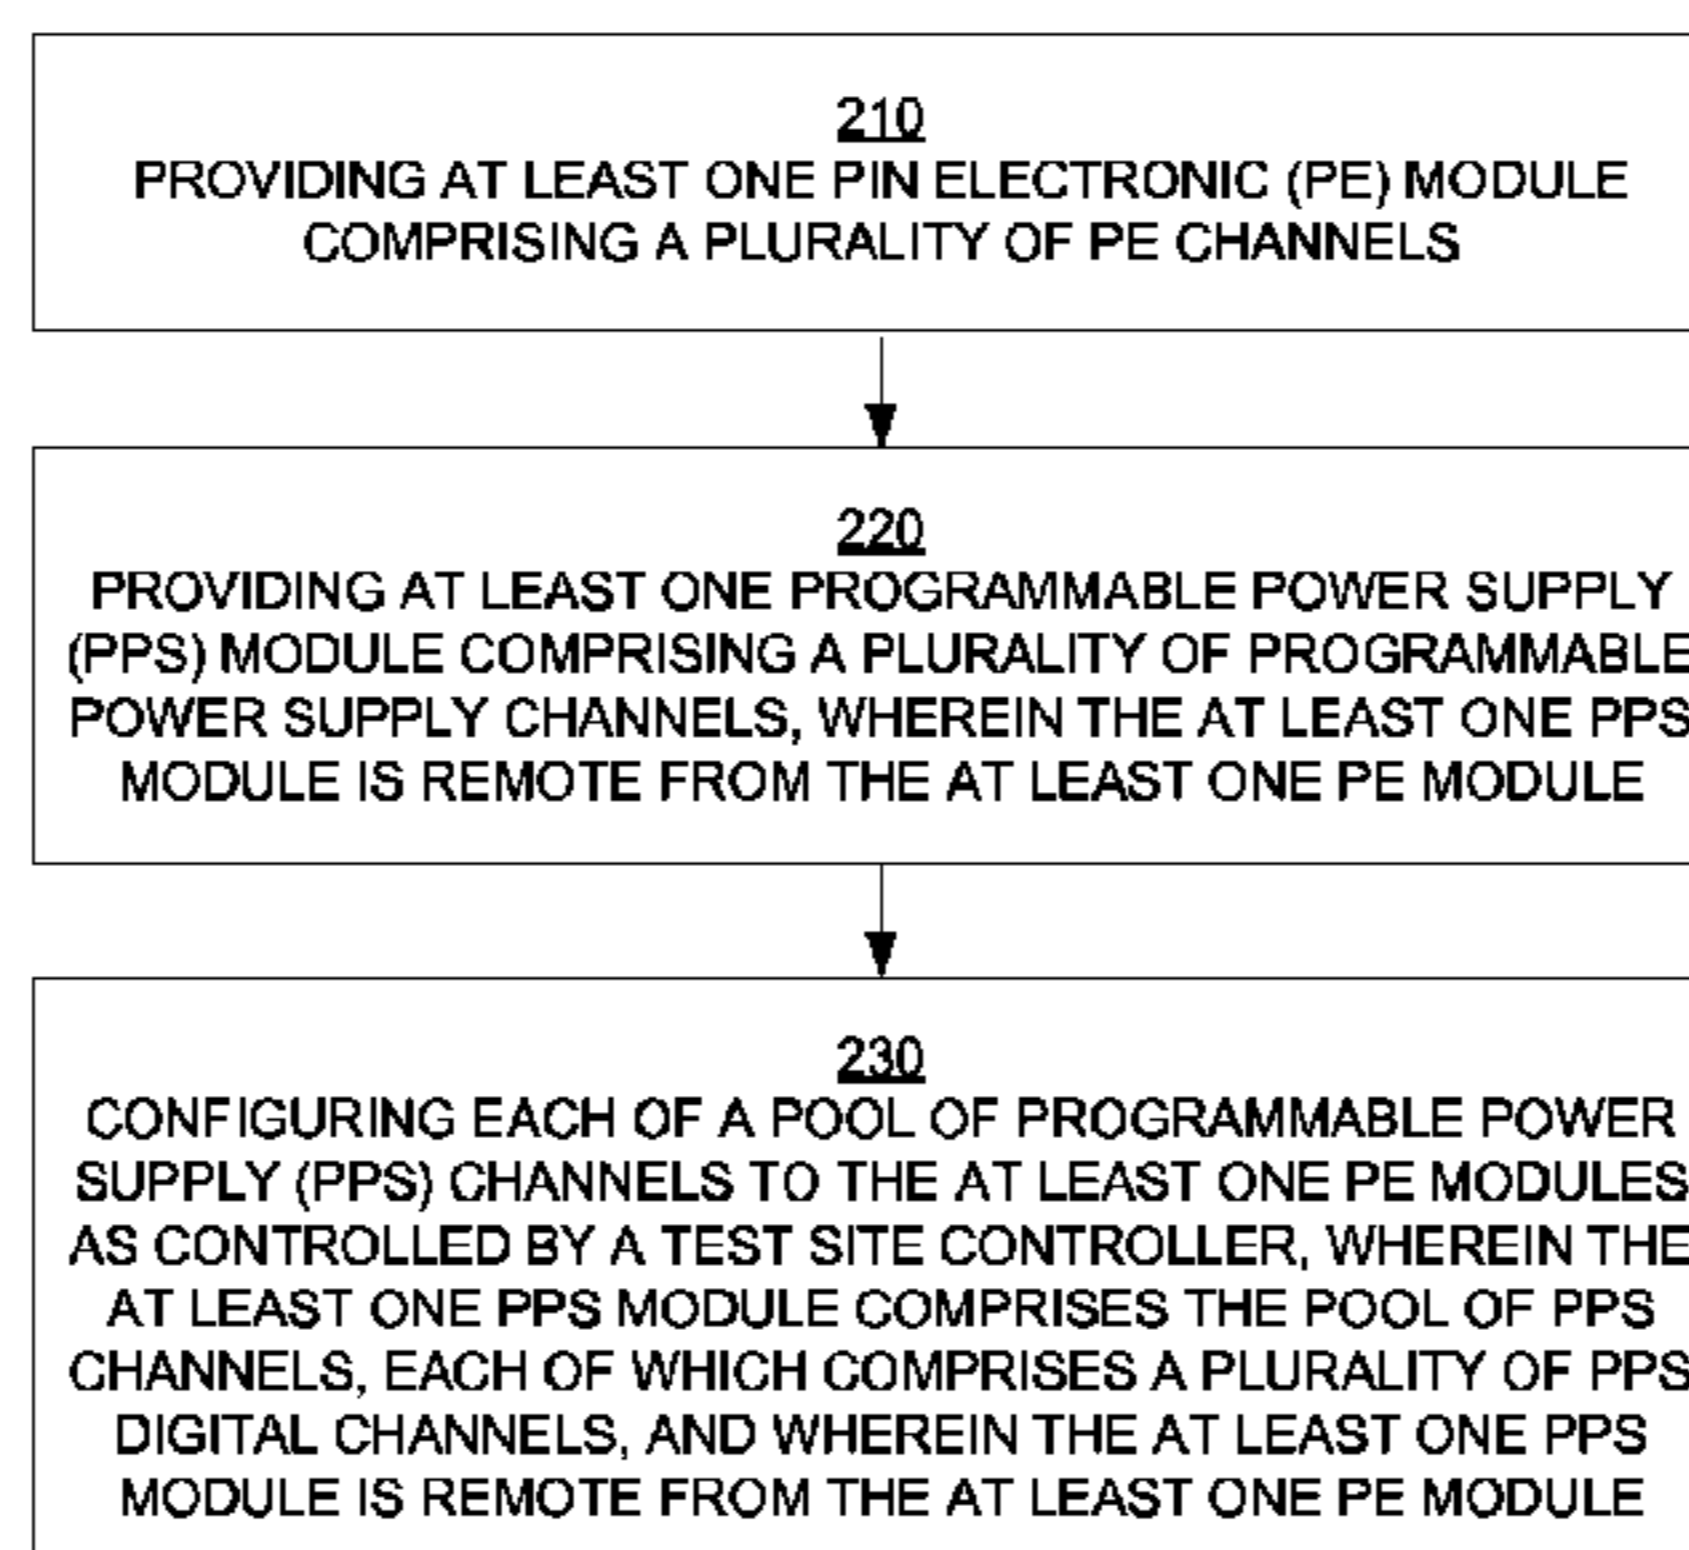 210
PROVIDING AT LEAST ONE PIN ELECTRONIC (PE) MODULE
COMPRISING A PLURALITY OF PE CHANNELS
220
PROVIDING AT LEAST ONE PROGRAMMABLE POWER SUPPLY
(PPS) MODULE COMPRISING A PLURALITY OF PROGRAMMABLE
POWER SUPPLY CHANNELS, WHEREIN THE AT LEAST ONE PPS
MODULE IS REMOTE FROM THE AT LEAST ONE PE MODULE
230
CONFIGURING EACH OF A POOL OF PROGRAMMABLE POWER
SUPPLY (PPS) CHANNELS TO THE AT LEAST ONE PE MODULES
AS CONTROLLED BY A TEST SITE CONTROLLER, WHEREIN THE
AT LEAST ONE PPS MODULE COMPRISES THE POOL OF PPS
CHANNELS, EACH OF WHICH COMPRISES A PLURALITY OF PPS
DIGITAL CHANNELS, AND WHEREIN THE AT LEAST ONE PPS
MODULE IS REMOTE FROM THE AT LEAST ONE PE MODULE